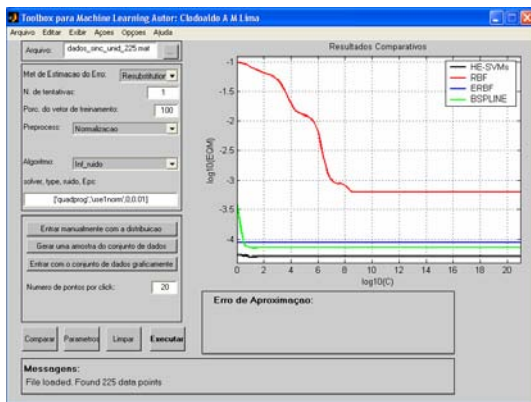 Toolbox para Machine Learning Autor: Clodoaldo A M Lima
Arquivo Editar Exibir Açoes Opçoes Ajuda
Arquivo: dados_sinc_unid_225.mat ...
Met de Estimacao do Erro: Resubstitution
N. de tentativas: 1
Porc. do vetor de treinamento: 100
Preprocess: Normalizacao
Algoritmo: Inf_ruido
solver, type, ruido, Eps:
['quadprog','use1norm',0,0.01]
Entrar manualmente com a distribuicao
Gerar uma amostra do conjunto de dados
Entrar com o conjunto de dados graficamente
Numero de pontos por click: 20
Comparar Parametros Limpar Executar
Messagens:
File loaded. Found 225 data points
Resultados Comparativos
HE-SVMs
RBF
ERBF
BSPLINE
log10(EQM)
-1
-1.5
-2
-2.5
-3
-3.5
-4
0 2 4 6 8 10 12 14 16 18 20
log10(C)
Erro de Aproximaçno: